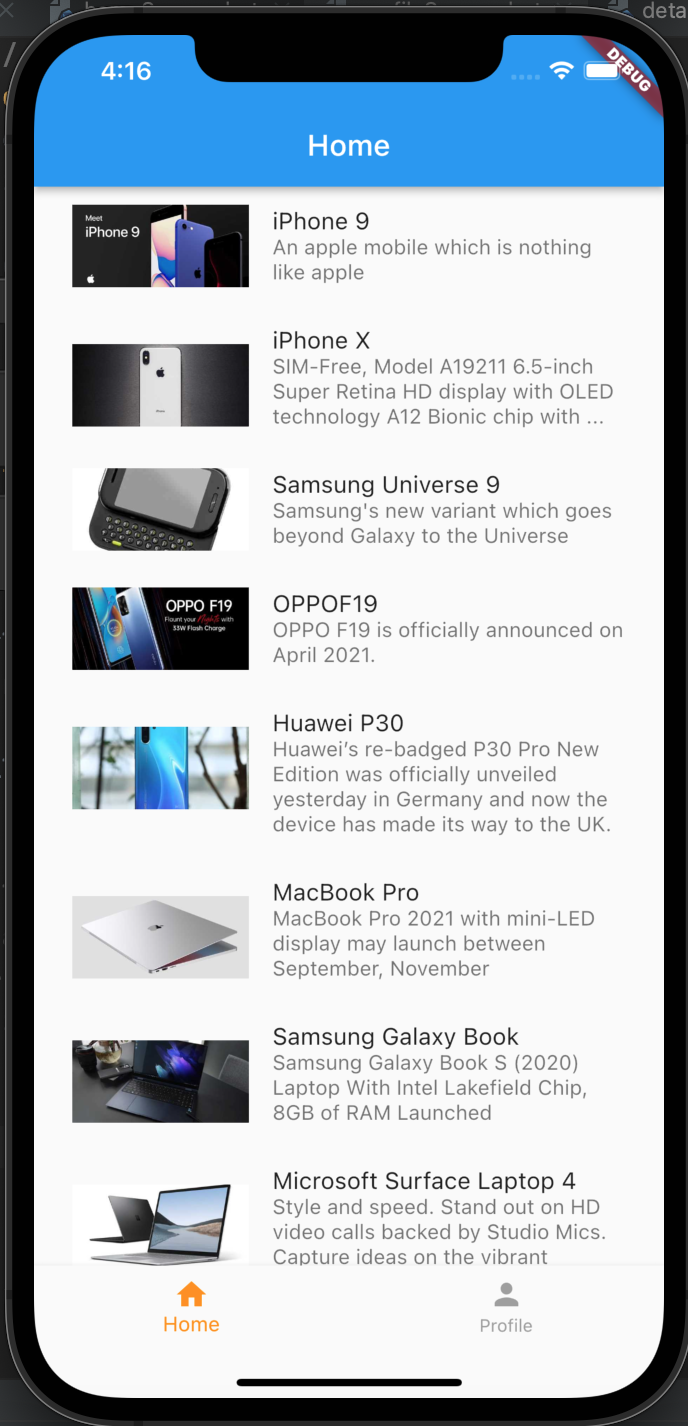 deta
4:16
DEBUG
Home
Meet
iPhone 9
iPhone 9
An apple mobile which is nothing
like apple
iPhone X
SIM-Free, Model A19211 6.5-inch
Super Retina HD display with OLED
technology A12 Bionic chip with ...
Samsung Universe 9
Samsung's new variant which goes
beyond Galaxy to the Universe
OPPO F19
Flaunt your Nights with
33W Flash Charge
OPPOF19
OPPO F19 is officially announced on
April 2021.
Huawei P30
Huawei’s re-badged P30 Pro New
Edition was officially unveiled
yesterday in Germany and now the
device has made its way to the UK.
MacBook Pro
MacBook Pro 2021 with mini-LED
display may launch between
September, November
Samsung Galaxy Book
Samsung Galaxy Book S (2020)
Laptop With Intel Lakefield Chip,
8GB of RAM Launched
Microsoft Surface Laptop 4
Style and speed. Stand out on HD
video calls backed by Studio Mics.
Capture ideas on the vibrant
Home
Profile